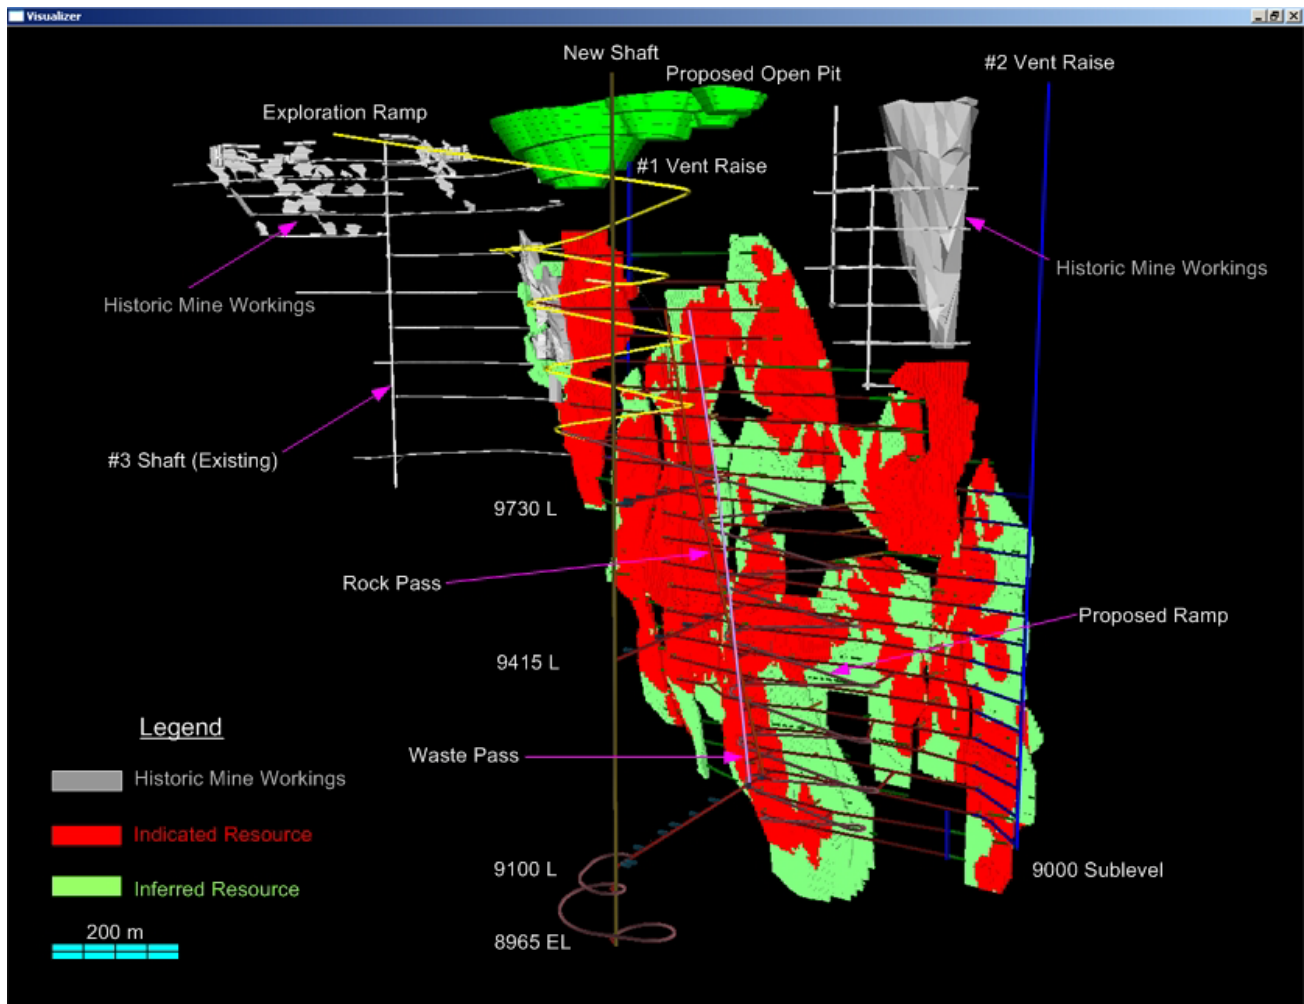 Visualizer
New Shaft
Proposed Open Pit
#2 Vent Raise
Exploration Ramp
#1 Vent Raise
Historic Mine Workings
Historic Mine Workings
#3 Shaft (Existing)
9730 L
Rock Pass
Proposed Ramp
9415 L
Legend
Waste Pass
Historic Mine Workings
Indicated Resource
9100 L
9000 Sublevel
Inferred Resource
200 m
8965 EL